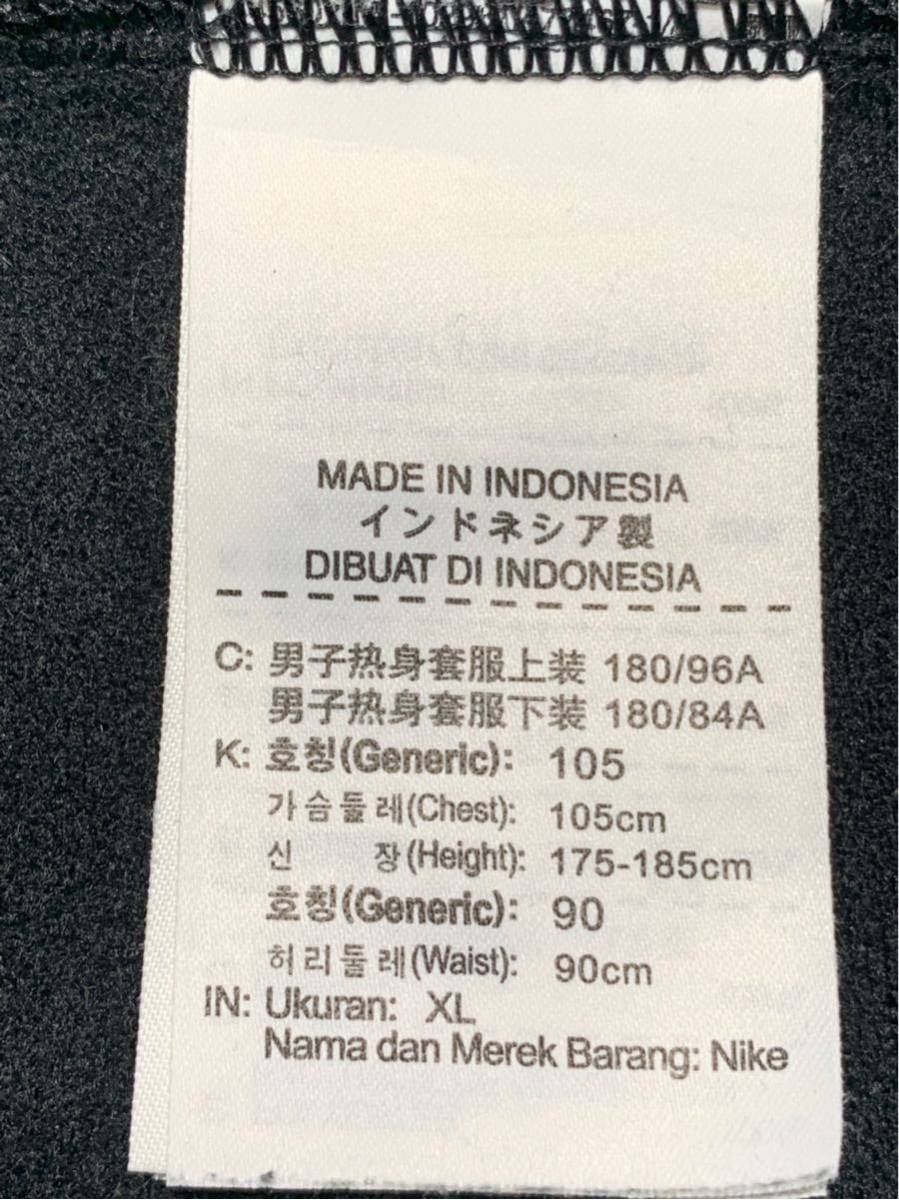 MADE IN INDONESIA
インドネシア製
DIBUAT DI INDONESIA
C: 男子热身套服上装 180/96A
男子热身套服下装 180/84A
K: 호칭(Generic): 105
가슴둘레(Chest): 105cm
신 장(Height): 175-185cm
호칭(Generic): 90
허리둘레(Waist): 90cm
IN: Ukuran: XL
Nama dan Merek Barang: Nike